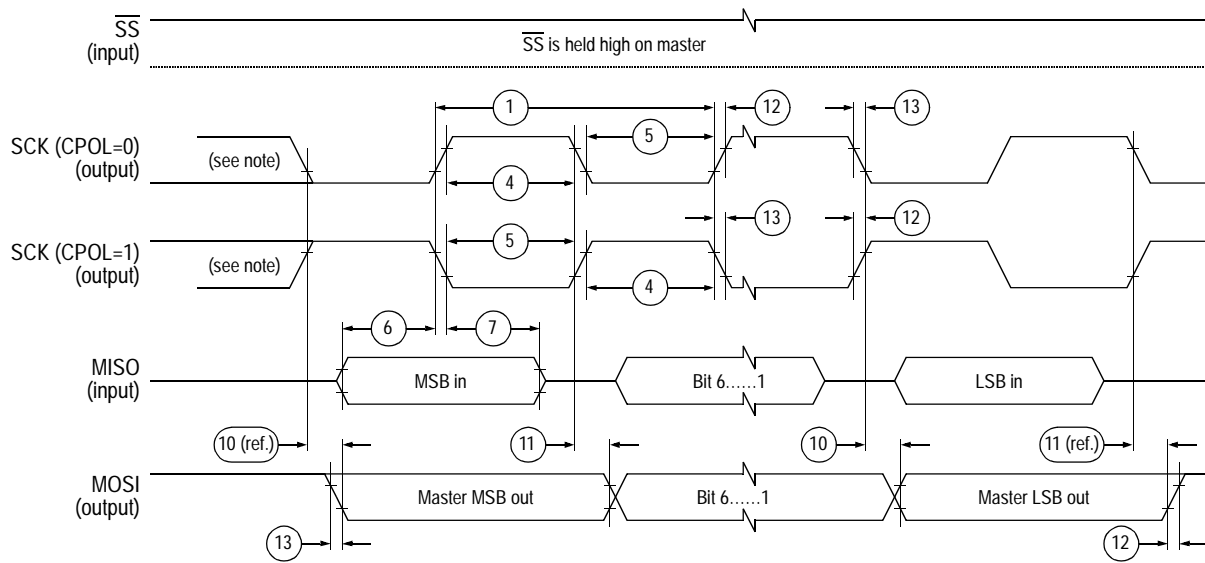 SS
(input)
SS is held high on master
1
12
13
SCK (CPOL=0)
(output)
(see note)
5
4
13
12
SCK (CPOL=1)
(output)
(see note)
5
4
6
7
MISO
(input)
MSB in
Bit 6......1
LSB in
10 (ref.)
11
10
11 (ref.)
MOSI
(output)
Master MSB out
Bit 6......1
Master LSB out
13
12